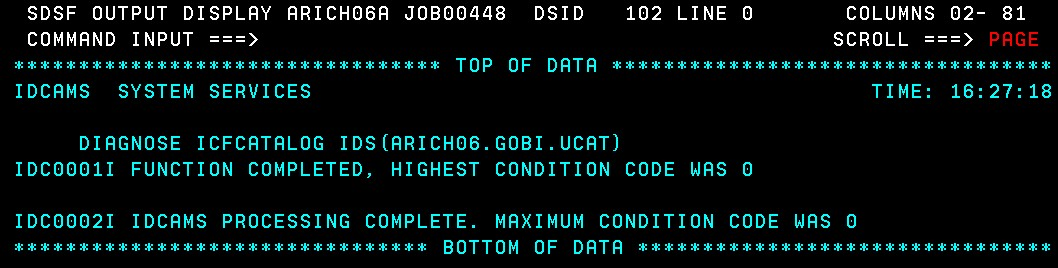 SDSF OUTPUT DISPLAY ARICH06A JOB00448  DSID   102 LINE 0       COLUMNS 02- 81
COMMAND INPUT ===>                                            SCROLL ===> PAGE
********************************* TOP OF DATA **********************************
IDCAMS  SYSTEM SERVICES                                           TIME: 16:27:18
     DIAGNOSE ICFCATALOG IDS(ARICH06.GOBI.UCAT)
IDC0001I FUNCTION COMPLETED, HIGHEST CONDITION CODE WAS 0
IDC0002I IDCAMS PROCESSING COMPLETE. MAXIMUM CONDITION CODE WAS 0
******************************** BOTTOM OF DATA ********************************